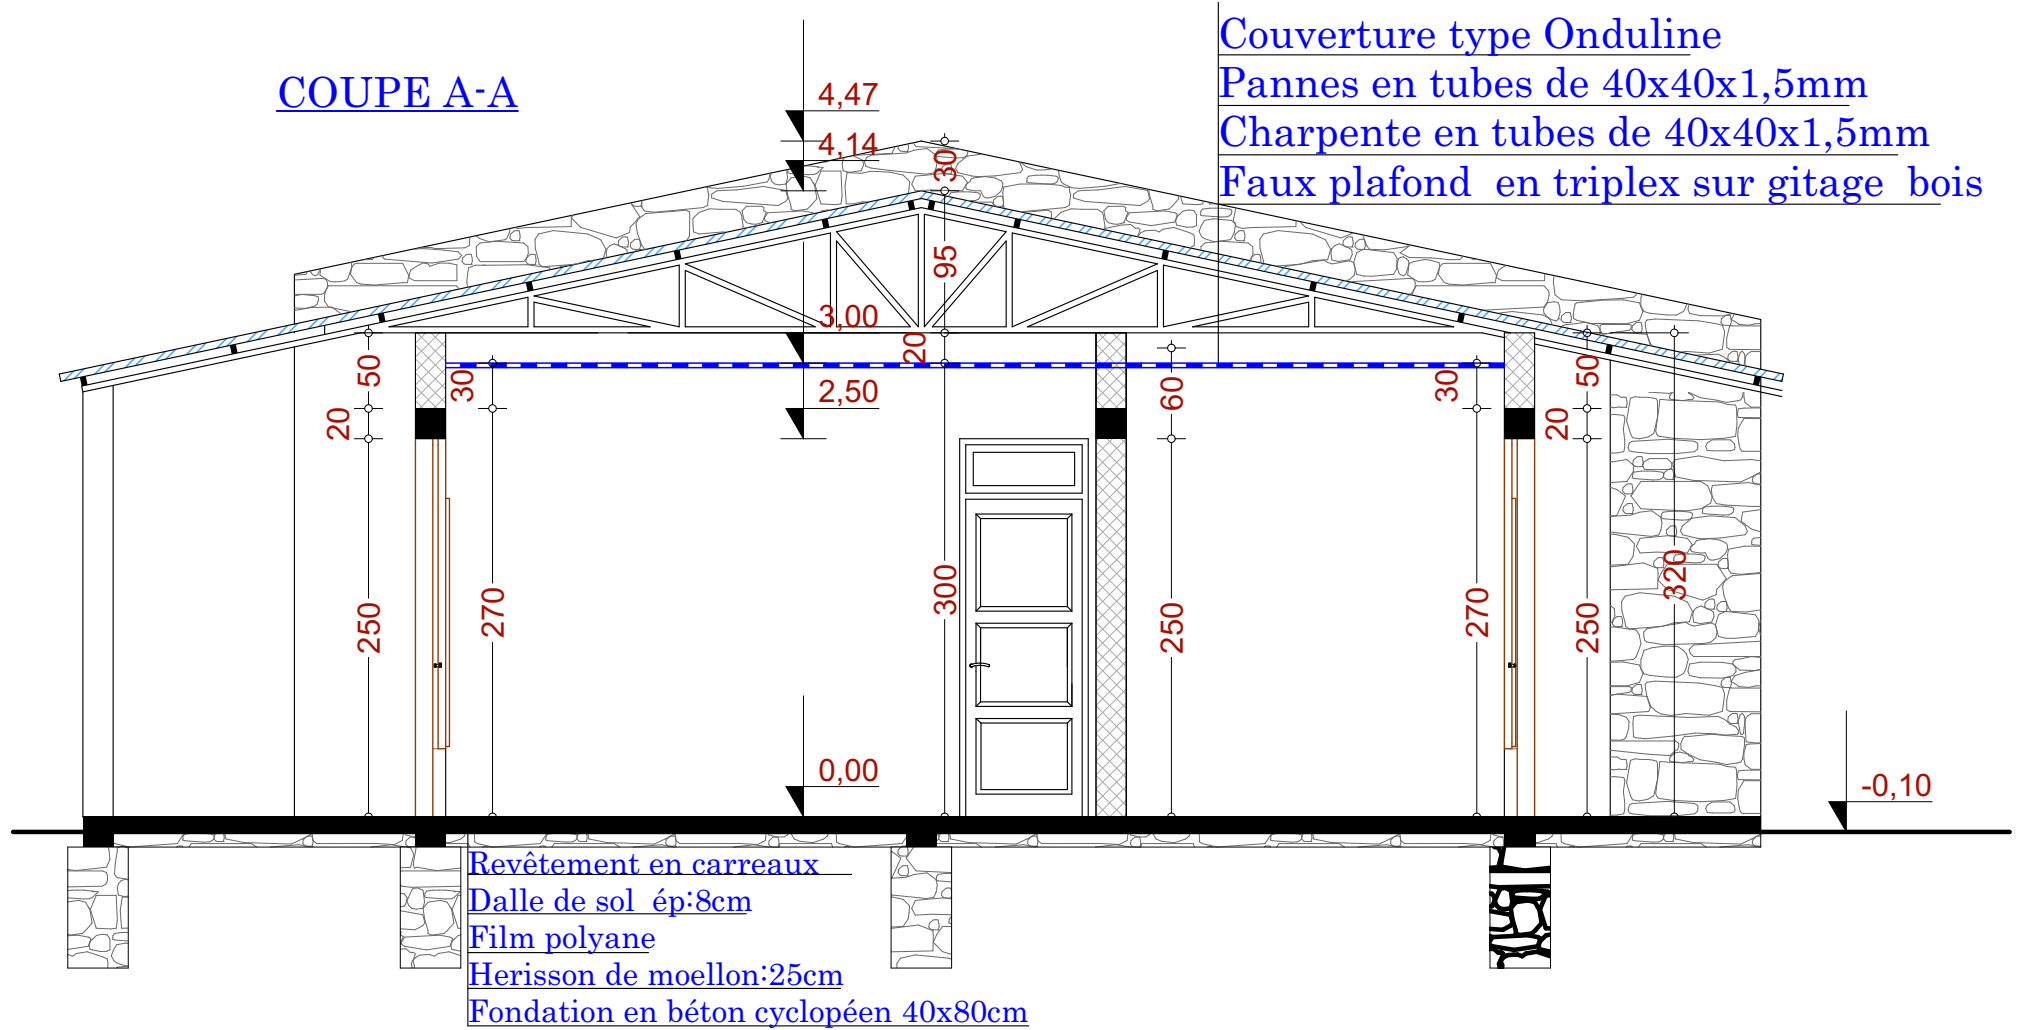 COUPE A-A
Couverture type Onduline
Pannes en tubes de 40x40x1,5mm
Charpente en tubes de 40x40x1,5mm
Faux plafond en triplex sur gitage bois
4,47
4,14
30
95
3,00
20
50
30
2,50
60
30
50
20
20
250
270
300
250
270
250
320
0,00
-0,10
Revêtement en carreaux
Dalle de sol ép:8cm
Film polyane
Herisson de moellon:25cm
Fondation en béton cyclopéen 40x80cm